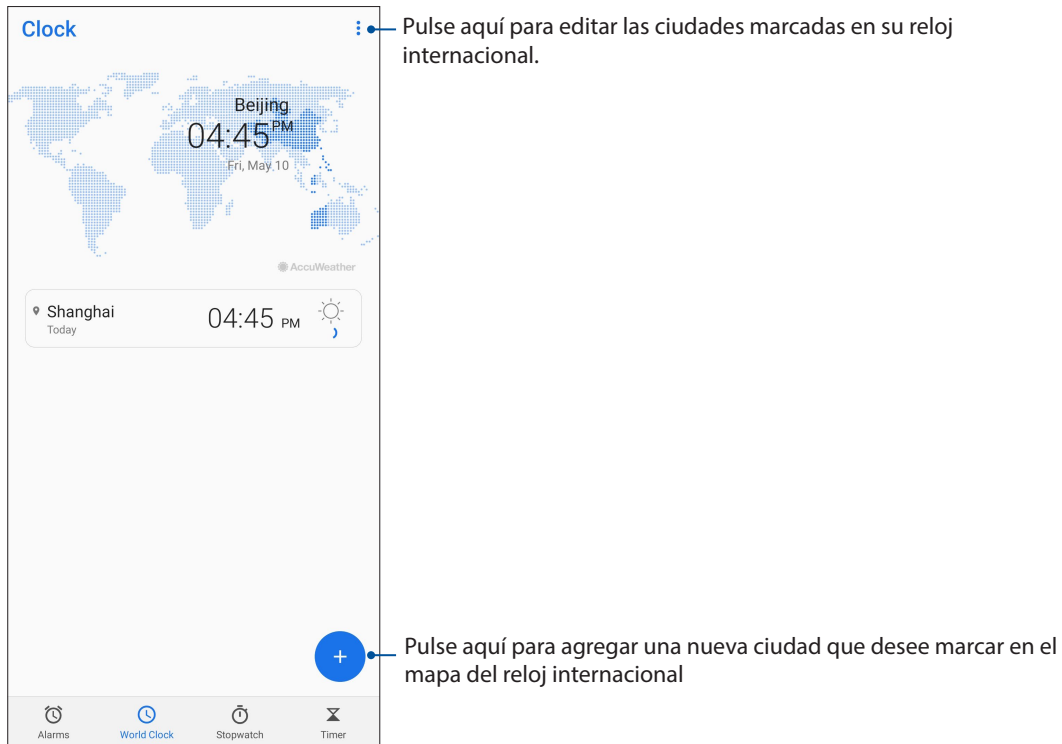 Clock
Pulse aquí para editar las ciudades marcadas en su reloj
internacional.
Beijing
04:45 PM
Fri, May 10
AccuWeather
Shanghai
Today
04:45 PM
+
Pulse aquí para agregar una nueva ciudad que desee marcar en el
mapa del reloj internacional
Alarms World Clock Stopwatch Timer